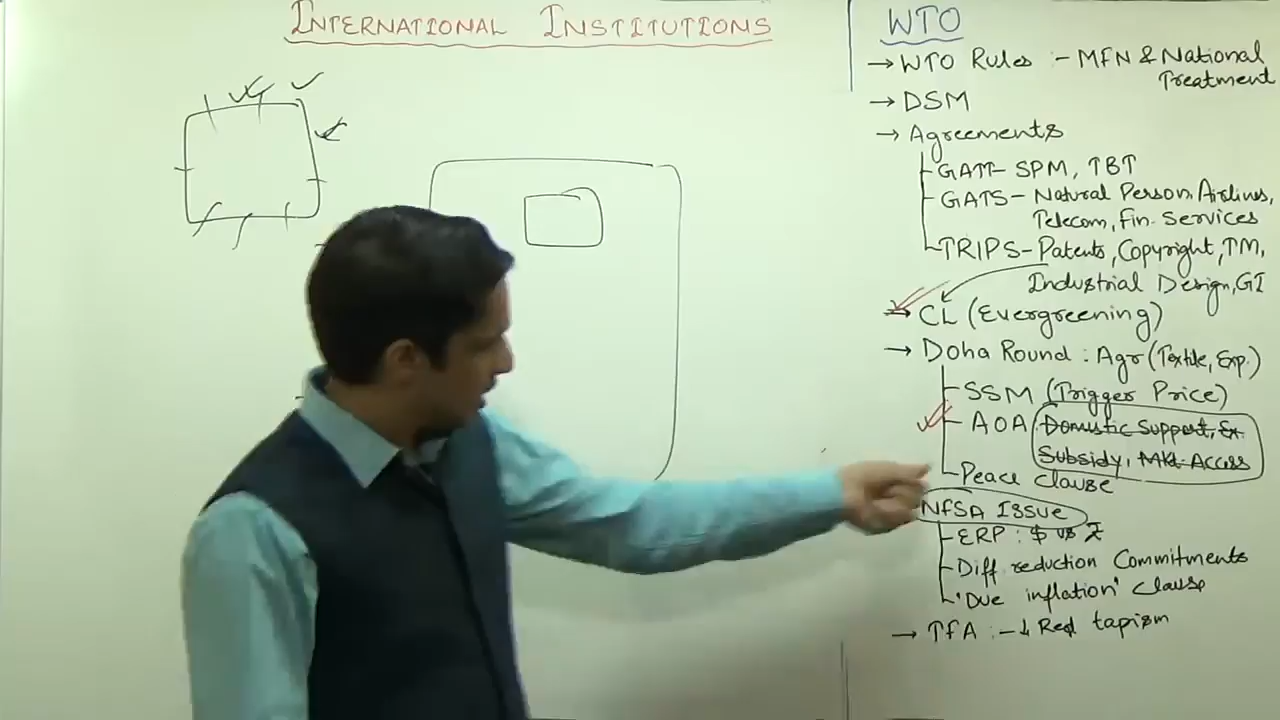 INTERNATIONAL INSTITUTIONS
WTO
→ WTO Rules :- MFN & National
Treatment
→ DSM
→ Agreements
GATT- SPM, TBT
GATS- Natural Person, Airlines,
Telecom, Fin. Services
TRIPS- Patents, Copyright, TM,
Industrial Design, GI
→ CL (Evergreening)
→ Doha Round : Agr (Textile, Exp.)
SSM (Trigger Price)
AOA Domestic Support, Ex.
Subsidy, Mkt. Access
Peace Clause
NFSA Issue
ERP : $ vs ₹
Diff reduction Commitments
'Due inflation' Clause
→ TFA :- ↓ Red tapism